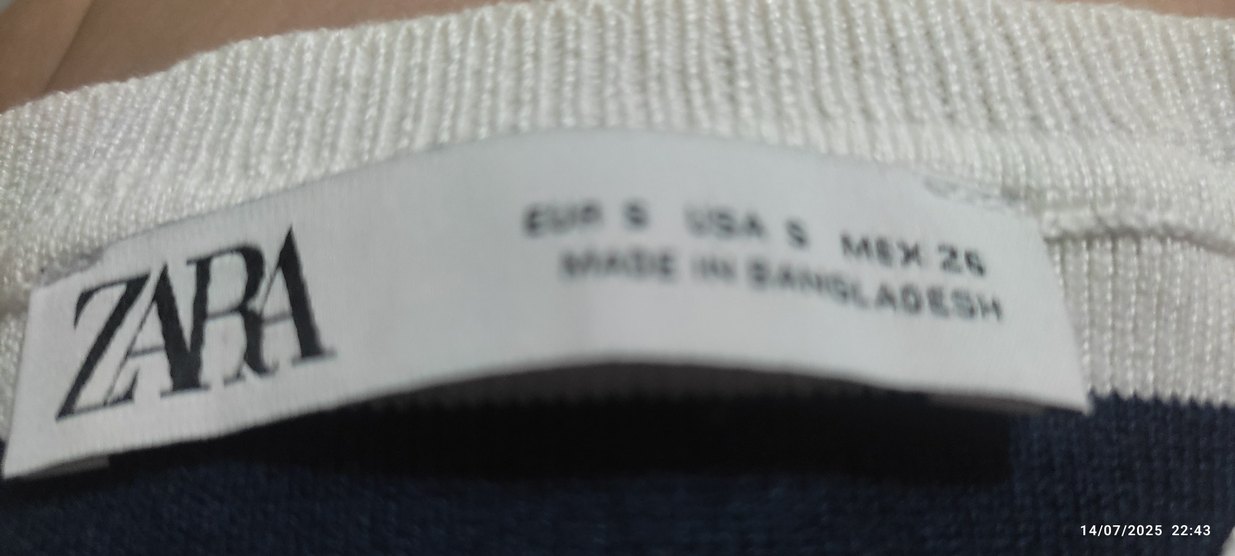 ZARA
EUR S USA S MEX 26
MADE IN BANGLADESH
14/07/2025 22:43